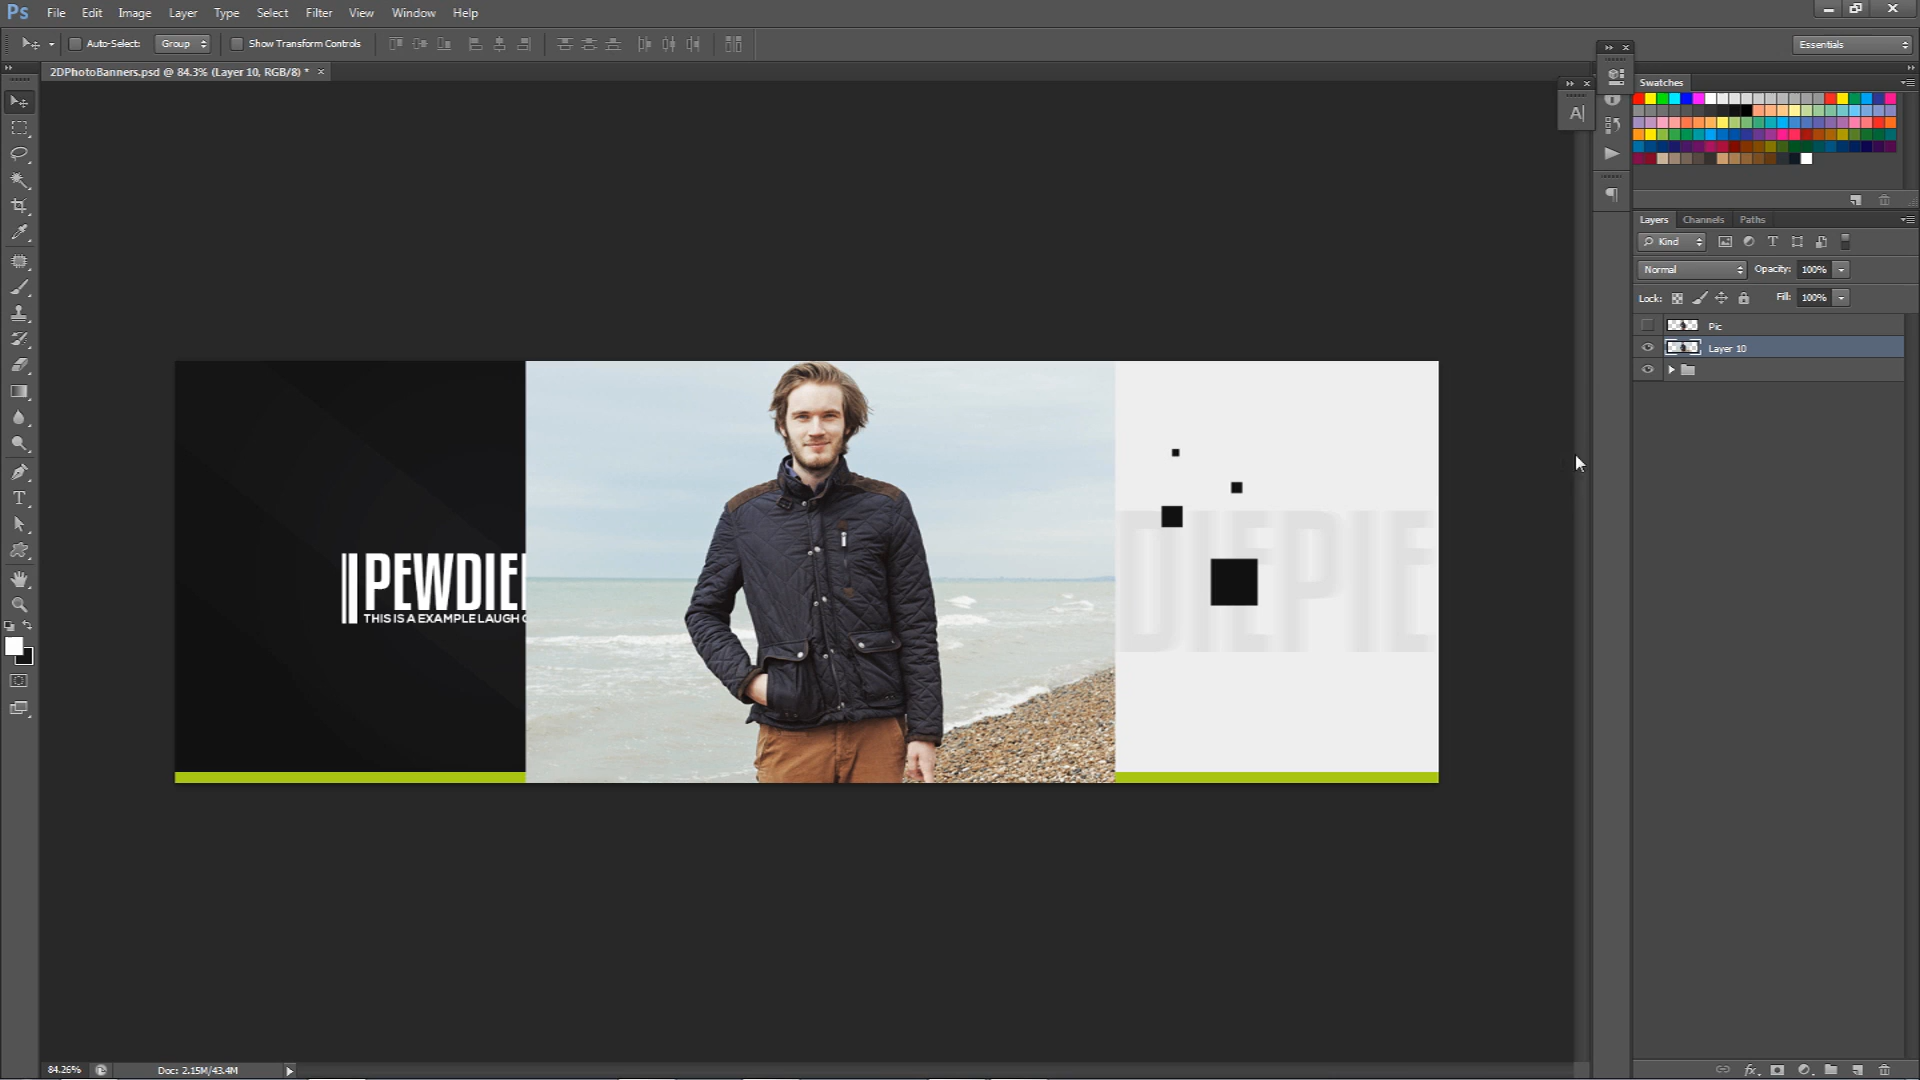 Ps File Edit Image Layer Type Select Filter View Window Help
Auto-Select: Group Show Transform Controls
Essentials
2DPhotoBanners.psd @ 84.3% (Layer 10, RGB/8) * ×
Swatches
A|
Layers Channels Paths
Kind
Normal Opacity: 100%
Lock: Fill: 100%
Pic
Layer 10
DIEPIE
PEWDIE
THIS IS A EXAMPLE LAUGH
84.26% Doc: 2.15M/43.4M